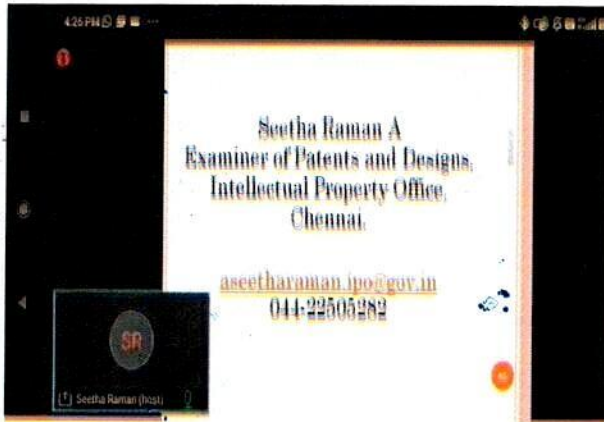 4:26 PM
Seetha Raman A
Examiner of Patents and Designs,
Intellectual Property Office,
Chennai.
aseetharaman.ipo@gov.in
044-22505282
SR
Seetha Raman (host)